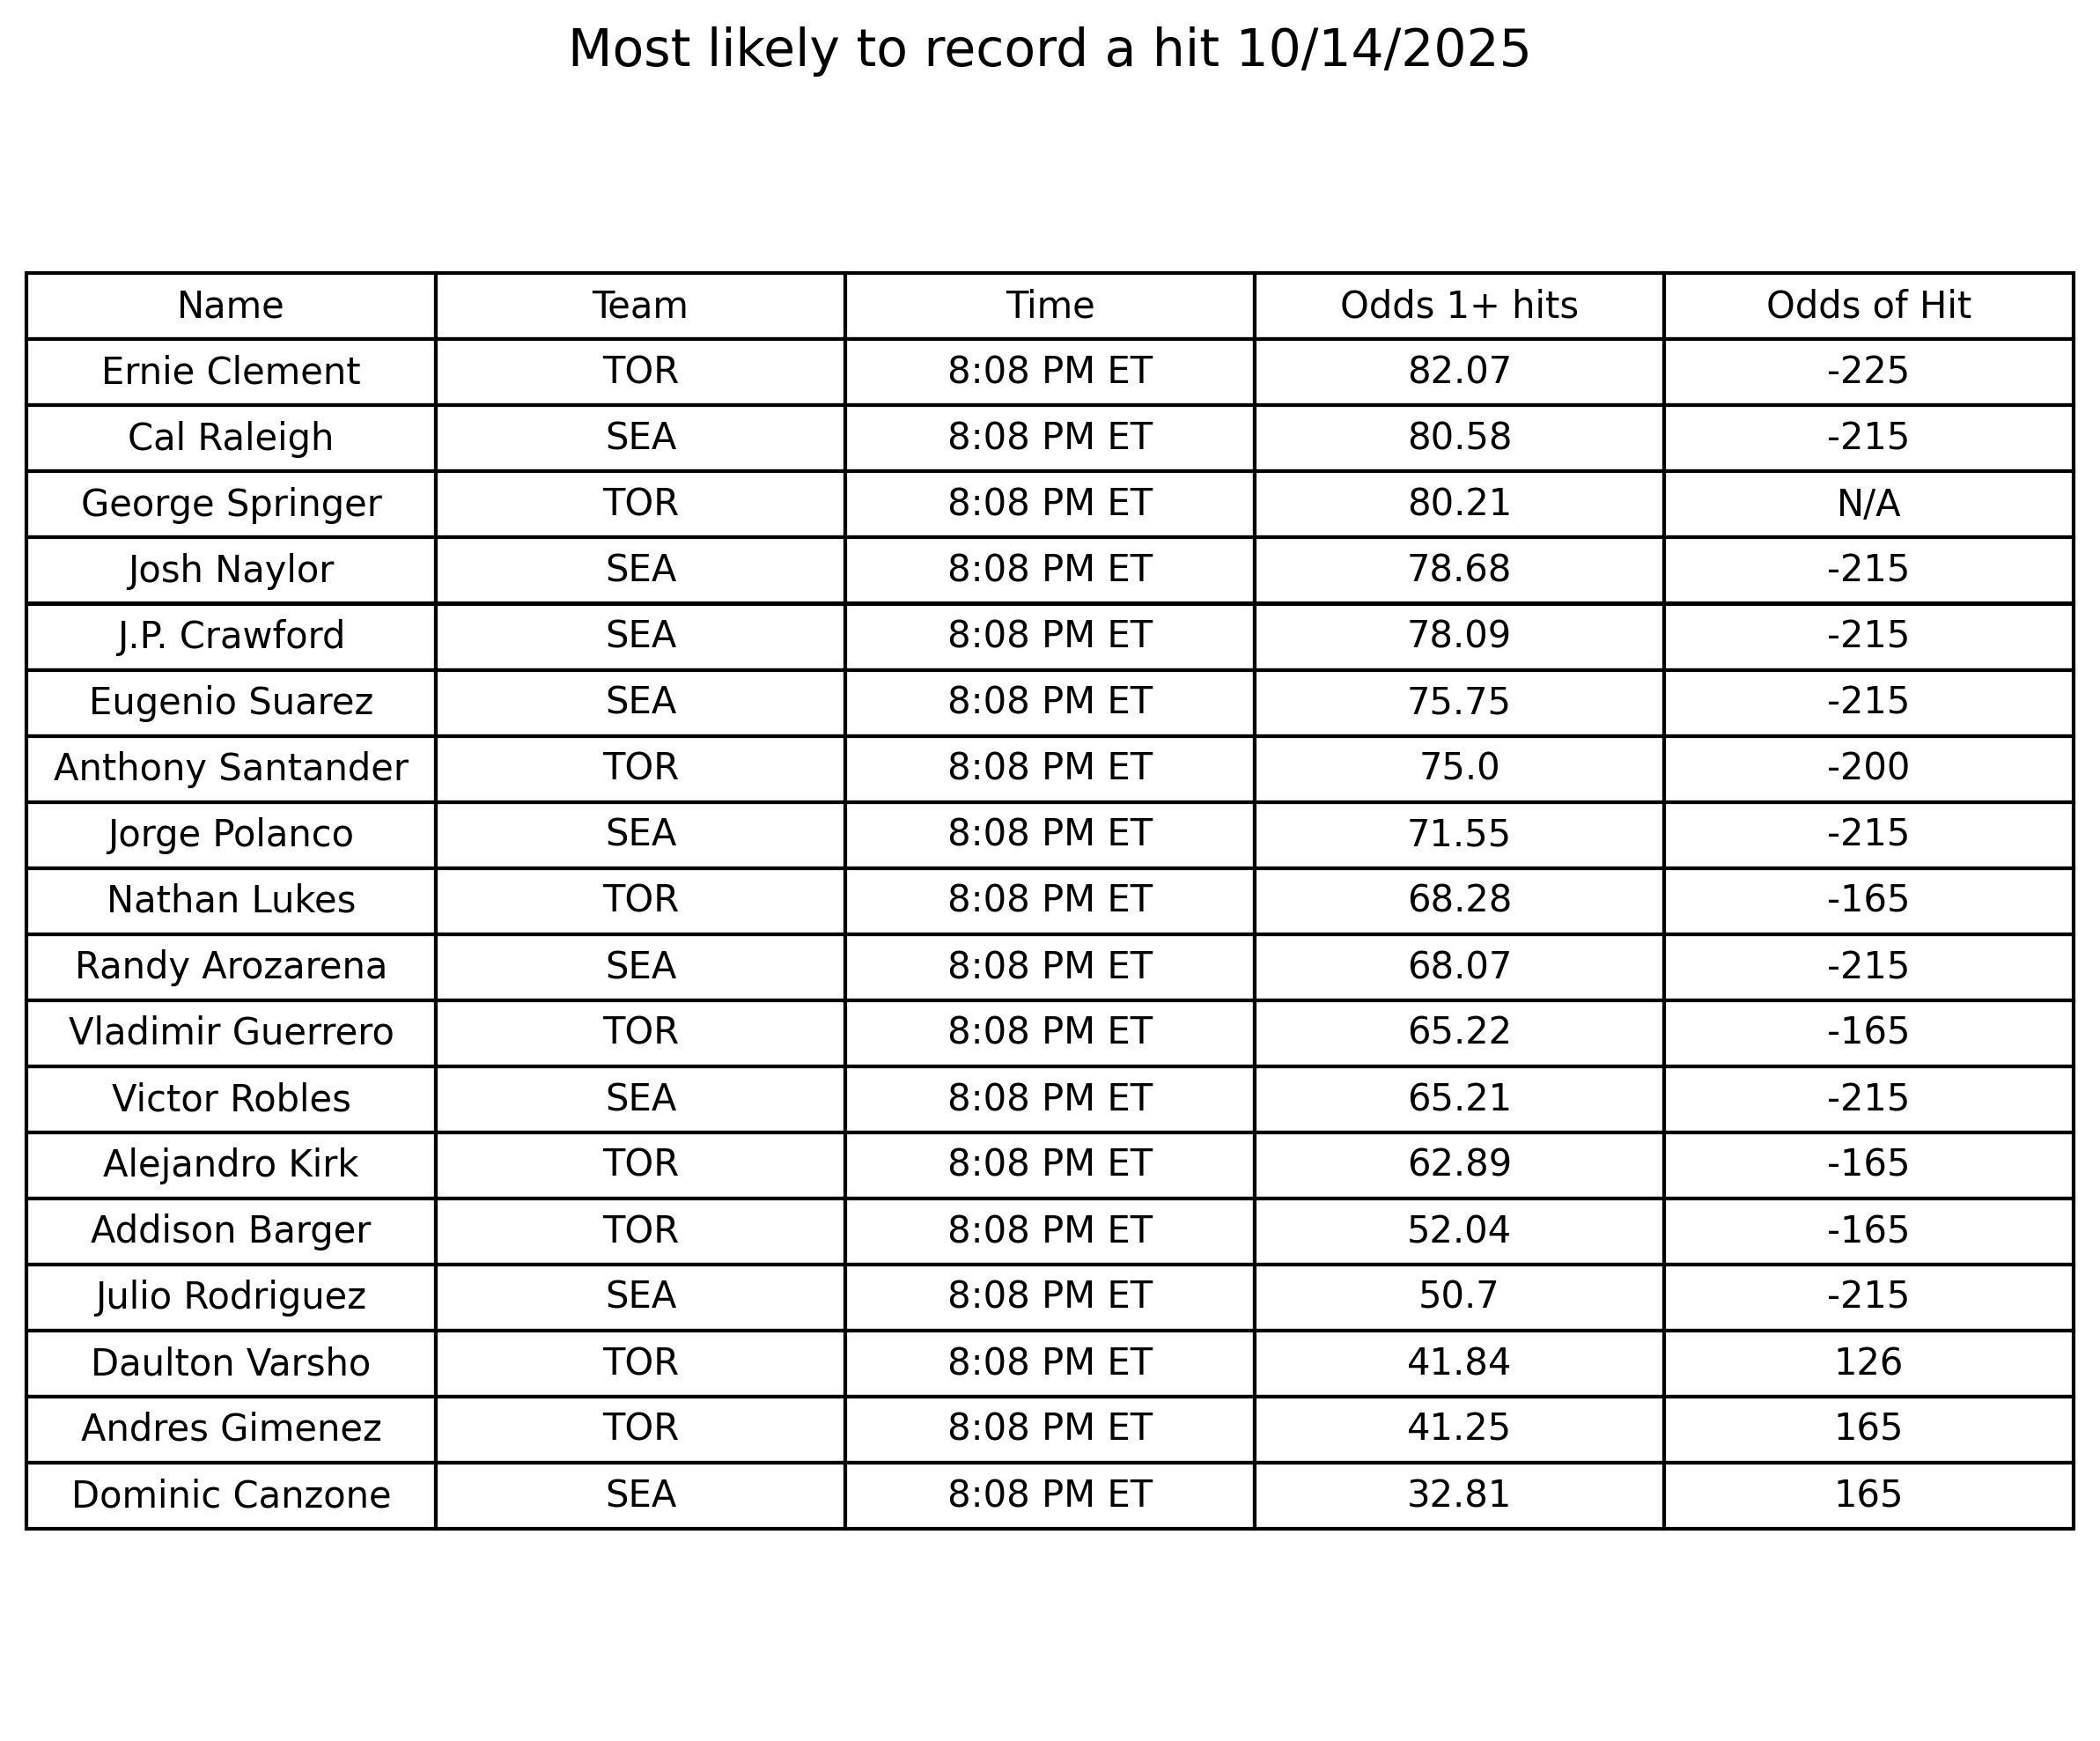 Most likely to record a hit 10/14/2025
Name Team Time Odds 1+ hits Odds of Hit
Ernie Clement TOR 8:08 PM ET 82.07 -225
Cal Raleigh SEA 8:08 PM ET 80.58 -215
George Springer TOR 8:08 PM ET 80.21 N/A
Josh Naylor SEA 8:08 PM ET 78.68 -215
J.P. Crawford SEA 8:08 PM ET 78.09 -215
Eugenio Suarez SEA 8:08 PM ET 75.75 -215
Anthony Santander TOR 8:08 PM ET 75.0 -200
Jorge Polanco SEA 8:08 PM ET 71.55 -215
Nathan Lukes TOR 8:08 PM ET 68.28 -165
Randy Arozarena SEA 8:08 PM ET 68.07 -215
Vladimir Guerrero TOR 8:08 PM ET 65.22 -165
Victor Robles SEA 8:08 PM ET 65.21 -215
Alejandro Kirk TOR 8:08 PM ET 62.89 -165
Addison Barger TOR 8:08 PM ET 52.04 -165
Julio Rodriguez SEA 8:08 PM ET 50.7 -215
Daulton Varsho TOR 8:08 PM ET 41.84 126
Andres Gimenez TOR 8:08 PM ET 41.25 165
Dominic Canzone SEA 8:08 PM ET 32.81 165